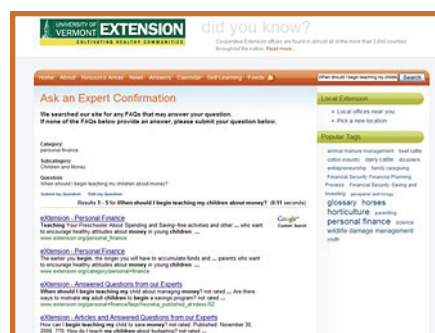 UNIVERSITY OF
VERMONT EXTENSION
CULTIVATING HEALTHY COMMUNITIES
did you know?
Cooperative Extension offices are found in almost all of the more than 3,000 counties
throughout the nation. Read more...
Home About Resource Areas News Answers Calendar Self Learning Feeds
When should I begin teaching my childre
Search
Ask an Expert Confirmation
We searched our site for any FAQs that may answer your question.
If none of the FAQs below provide an answer, please submit your question below.
Category:
personal finance
Subcategory:
Children and Money
Question:
When should I begin teaching my children about money?
Submit my Question Edit my Question
Results 1 - 5 for When should I begin teaching my children about money? (0.11 seconds)
eXtension - Personal Finance
Teaching Your Preschooler About Spending and Saving-free activities and other ... who want
to encourage healthy attitudes about money in young children ...
www.extension.org/personal_finance
Google
Custom Search
eXtension - Personal Finance
The earlier you begin, the longer you will have to accumulate funds and ... parents who want
to encourage healthy attitudes about money in young children ...
www.extension.org/category/personal+finance
eXtension - Answered Questions from our Experts
When should I begin teaching my child about managing money? not rated ... Are there
ways to motivate my adult children to begin a savings program? not rated ...
eXtension - Articles and Answered Questions from our Experts
How can I begin teaching my child to save money? not rated. Published: November 30,
2006. 770. How do I teach my children about budgeting? not rated ...
Local Extension
Local offices near you
Pick a new location
Popular Tags
animal manure management beef cattle
cotton industry dairy cattle disasters
entrepreneurship family caregiving
Financial Security Financial Planning
Process Financial Security Saving and
Investing geospatial technology
glossary horses
horticulture parenting
personal finance science
wildlife damage management
youth